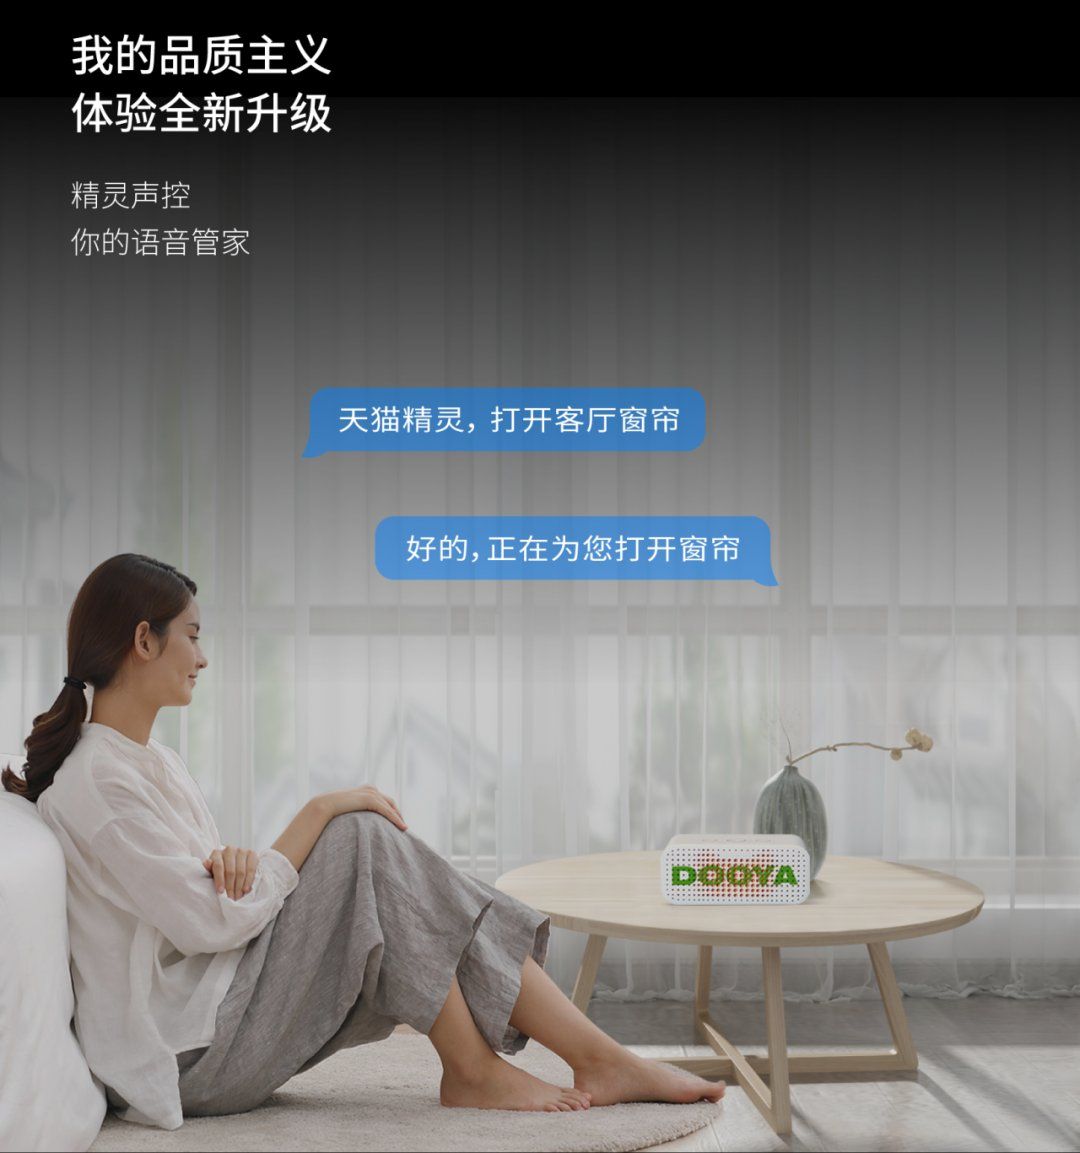 我的品质主义
体验全新升级
精灵声控
你的语音管家
天猫精灵，打开客厅窗帘
好的，正在为您打开窗帘
DOOYA